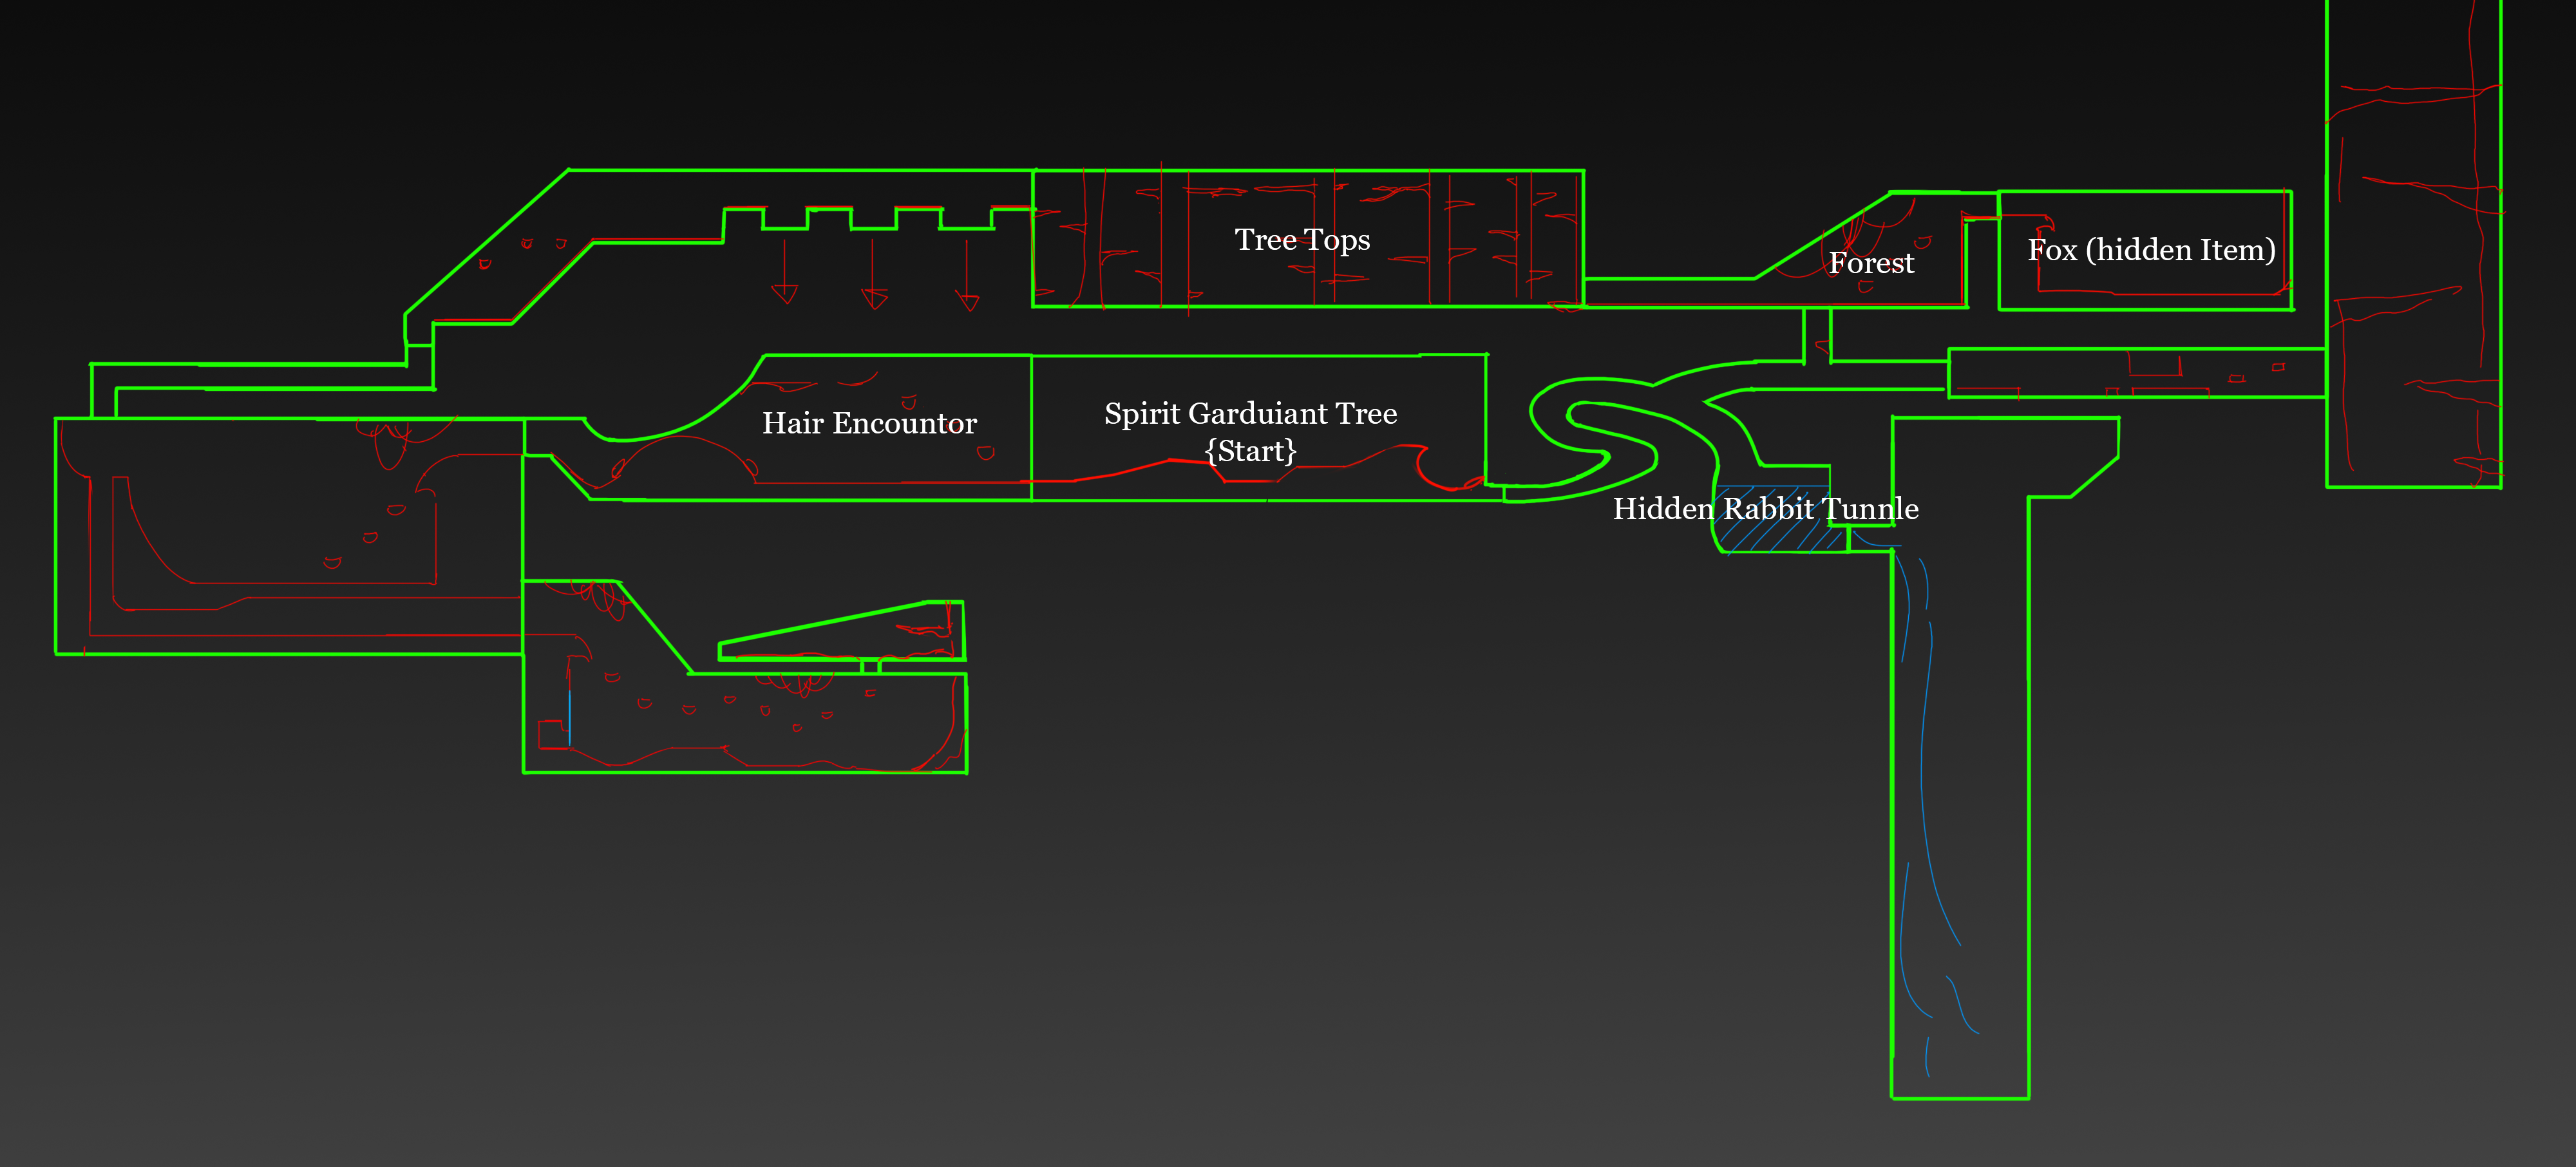 Tree Tops
Forest
Fox (hidden Item)
Hair Encountor
Spirit Garduiant Tree
{Start}
Hidden Rabbit Tunnle